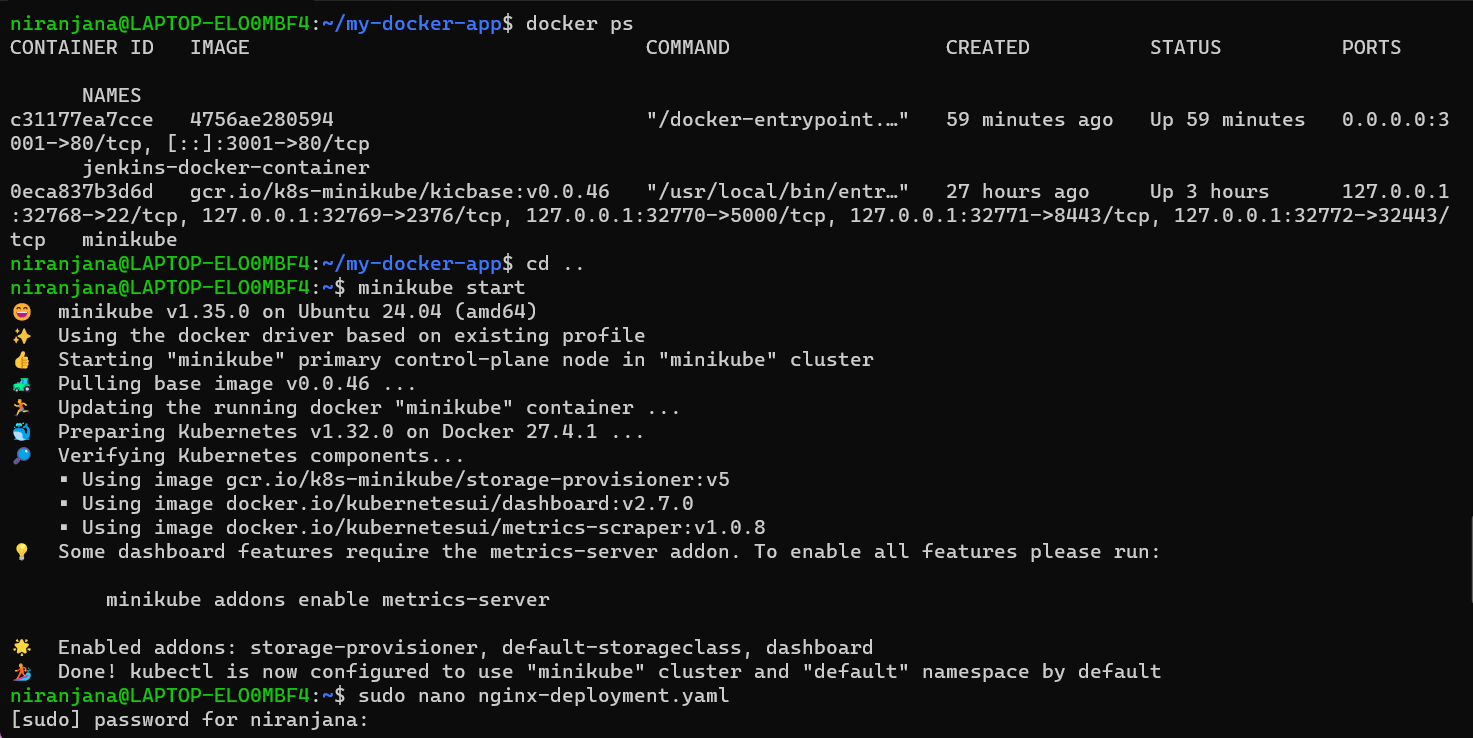 niranjana@LAPTOP-ELO0MBF4:~/my-docker-app$ docker ps
CONTAINER ID   IMAGE                                 COMMAND                  CREATED          STATUS          PORTS
      NAMES
c31177ea7cce   4756ae280594                          "/docker-entrypoint.…"   59 minutes ago   Up 59 minutes   0.0.0.0:3
001->80/tcp, [::]:3001->80/tcp
      jenkins-docker-container
0eca837b3d6d   gcr.io/k8s-minikube/kicbase:v0.0.46   "/usr/local/bin/entr…"   27 hours ago     Up 3 hours      127.0.0.1
:32768->22/tcp, 127.0.0.1:32769->2376/tcp, 127.0.0.1:32770->5000/tcp, 127.0.0.1:32771->8443/tcp, 127.0.0.1:32772->32443/
tcp   minikube
niranjana@LAPTOP-ELO0MBF4:~/my-docker-app$ cd ..
niranjana@LAPTOP-ELO0MBF4:~$ minikube start
😄  minikube v1.35.0 on Ubuntu 24.04 (amd64)
✨  Using the docker driver based on existing profile
👍  Starting "minikube" primary control-plane node in "minikube" cluster
🚜  Pulling base image v0.0.46 ...
🏃  Updating the running docker "minikube" container ...
🐳  Preparing Kubernetes v1.32.0 on Docker 27.4.1 ...
🔎  Verifying Kubernetes components...
    ▪ Using image gcr.io/k8s-minikube/storage-provisioner:v5
    ▪ Using image docker.io/kubernetesui/dashboard:v2.7.0
    ▪ Using image docker.io/kubernetesui/metrics-scraper:v1.0.8
💡  Some dashboard features require the metrics-server addon. To enable all features please run:
        minikube addons enable metrics-server
🌟  Enabled addons: storage-provisioner, default-storageclass, dashboard
🏄  Done! kubectl is now configured to use "minikube" cluster and "default" namespace by default
niranjana@LAPTOP-ELO0MBF4:~$ sudo nano nginx-deployment.yaml
[sudo] password for niranjana: